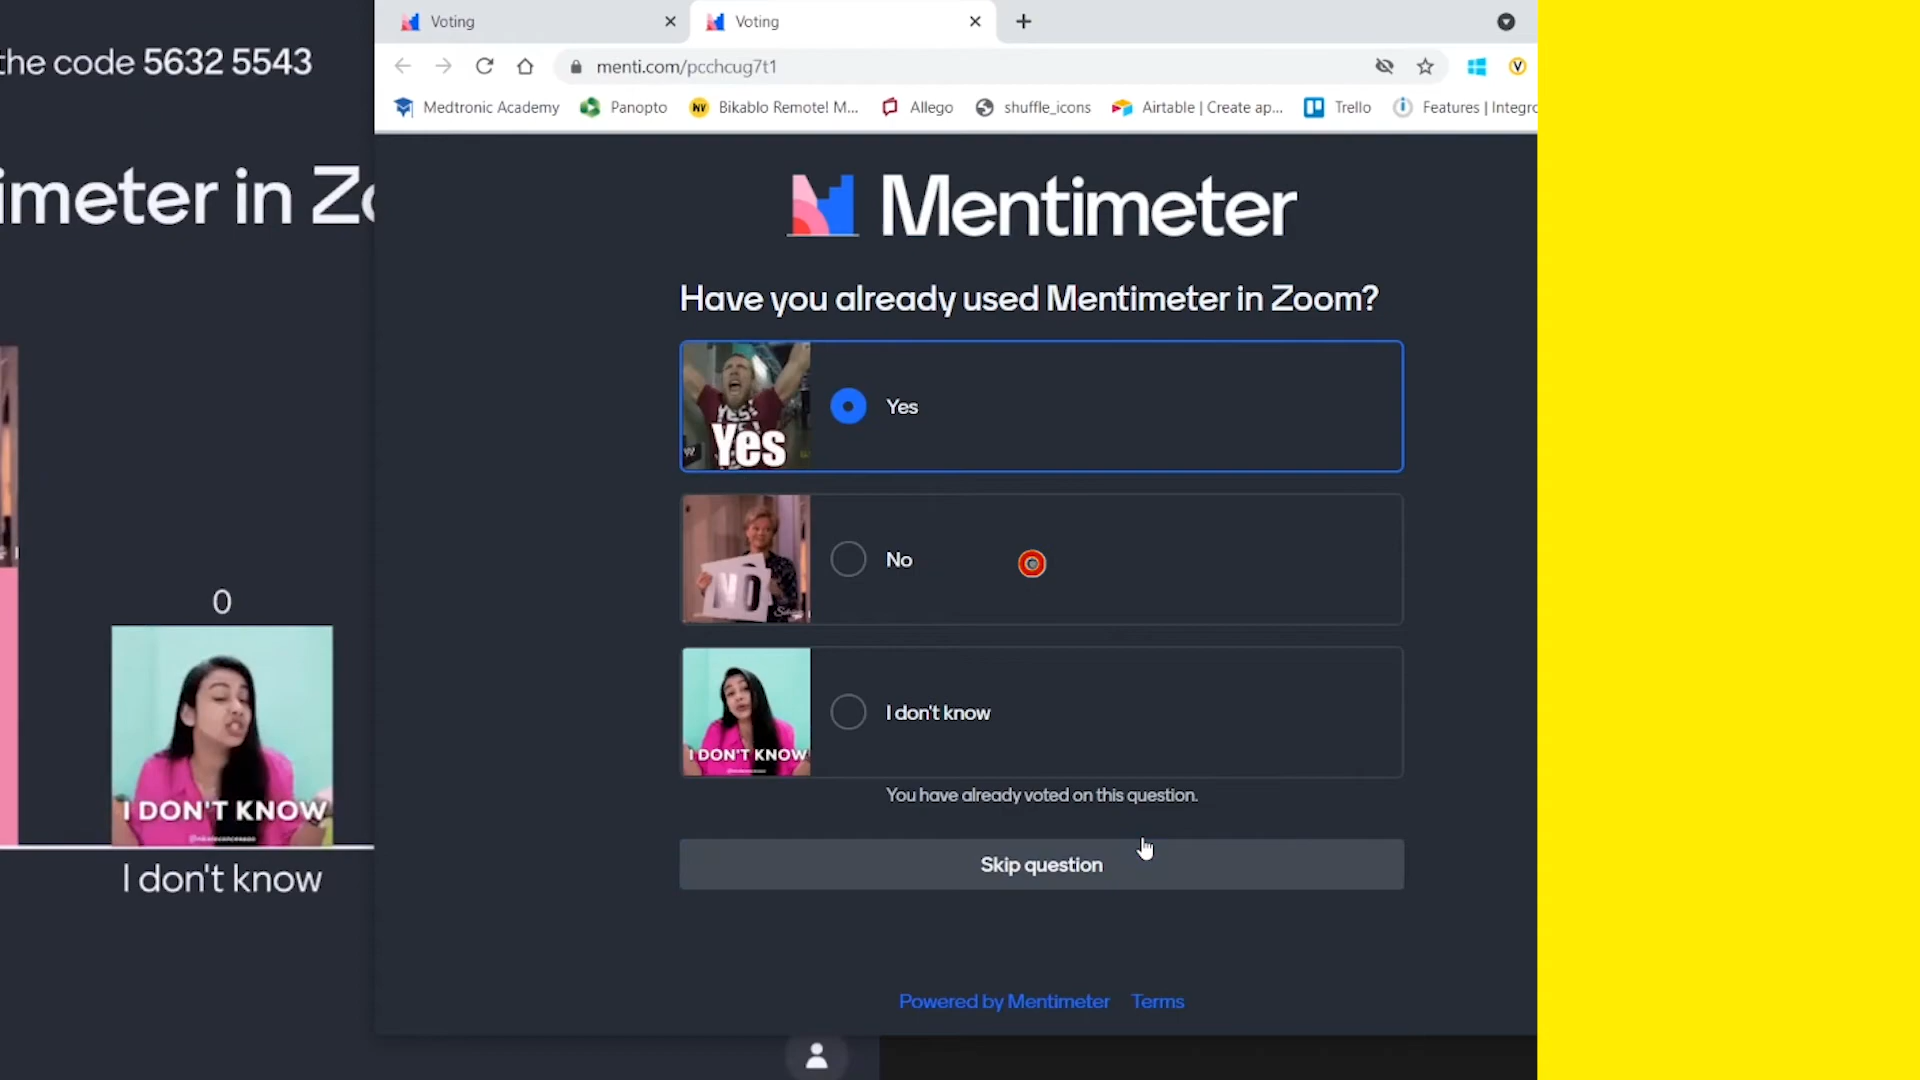 the code 5632 5543
imeter in Zo
0
I DON'T KNOW
I don't know
Voting
Voting
menti.com/pcchcug7t1
Medtronic Academy
Panopto
Bikablo Remote! M...
Allego
shuffle_icons
Airtable | Create ap...
Trello
Features | Integro
Mentimeter
Have you already used Mentimeter in Zoom?
YES!
Yes
Yes
NO
No
I DON'T KNOW
I don't know
You have already voted on this question.
Skip question
Powered by Mentimeter
Terms